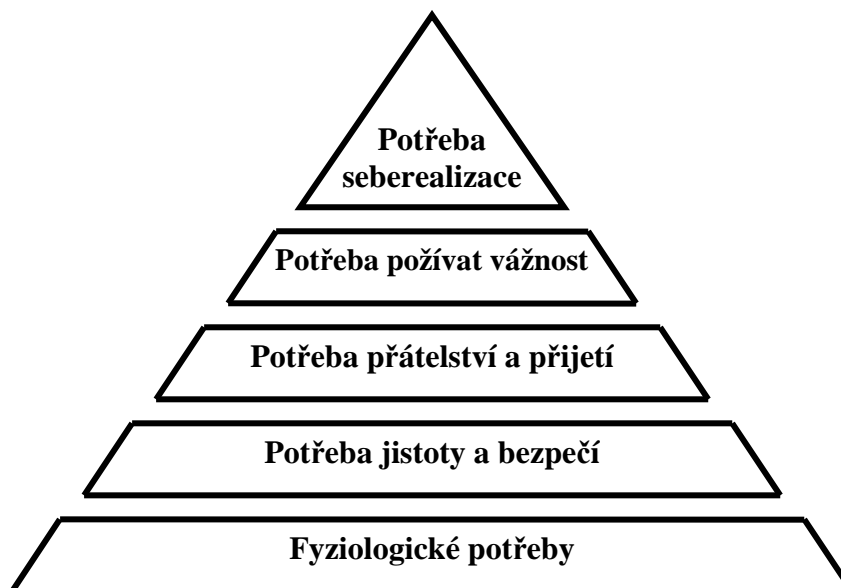 Potřeba
seberealizace
Potřeba požívat vážnost
Potřeba přátelství a přijetí
Potřeba jistoty a bezpečí
Fyziologické potřeby